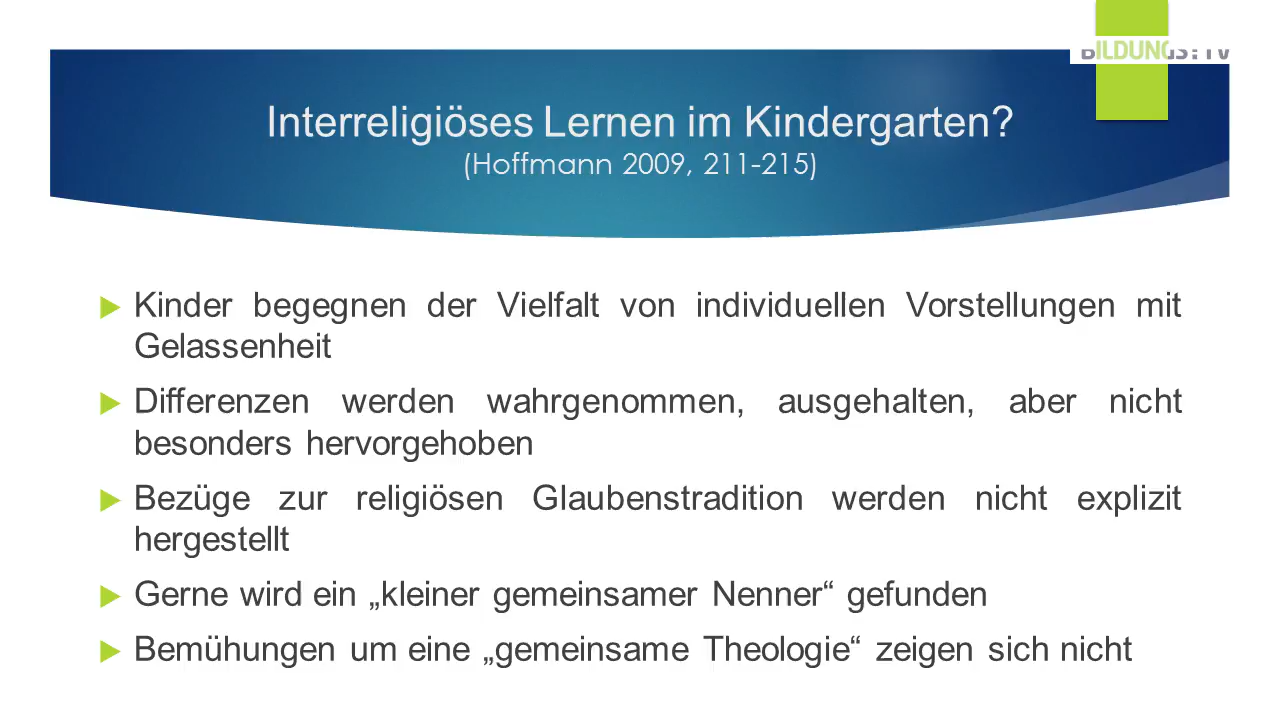 BILDUNGS:TV
Interreligiöses Lernen im Kindergarten?
(Hoffmann 2009, 211-215)
Kinder begegnen der Vielfalt von individuellen Vorstellungen mit
Gelassenheit
Differenzen werden wahrgenommen, ausgehalten, aber nicht
besonders hervorgehoben
Bezüge zur religiösen Glaubenstradition werden nicht explizit
hergestellt
Gerne wird ein „kleiner gemeinsamer Nenner“ gefunden
Bemühungen um eine „gemeinsame Theologie“ zeigen sich nicht